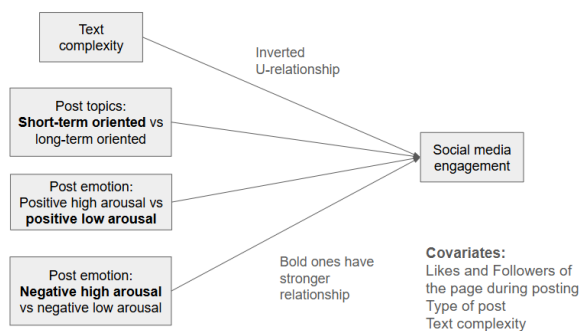 Text
complexity
Inverted
U-relationship
Post topics:
Short-term oriented vs
long-term oriented
Social media
engagement
Post emotion:
Positive high arousal vs
positive low arousal
Post emotion:
Negative high arousal
vs negative low arousal
Bold ones have
stronger
relationship
Covariates:
Likes and Followers of
the page during posting
Type of post
Text complexity